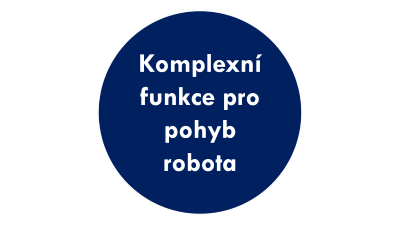 Komplexní
funkce pro
pohyb
robota